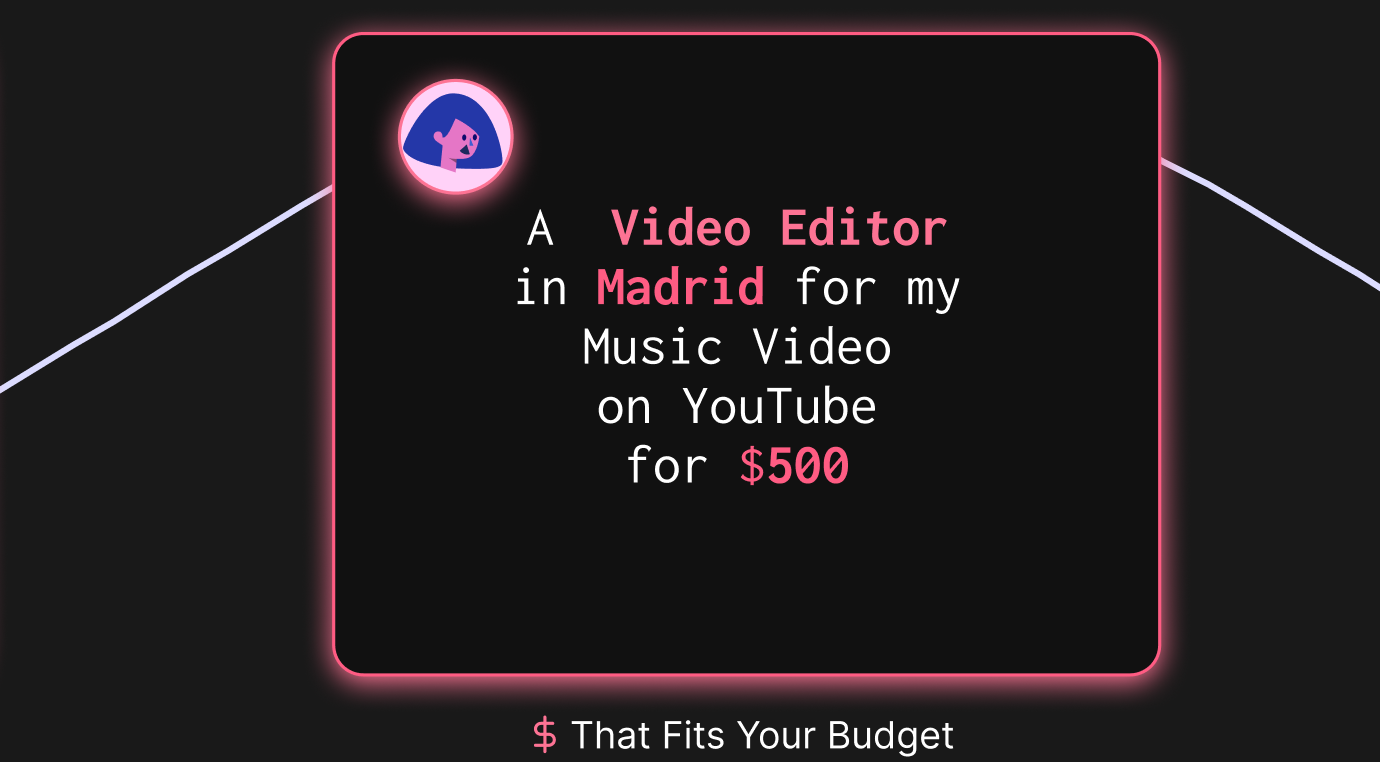 A Video Editor
in Madrid for my
Music Video
on YouTube
for $500
$ That Fits Your Budget